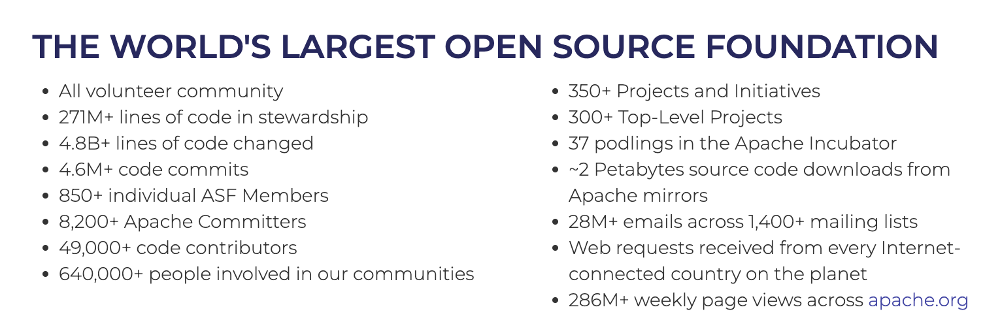 THE WORLD'S LARGEST OPEN SOURCE FOUNDATION
• All volunteer community
• 271M+ lines of code in stewardship
• 4.8B+ lines of code changed
• 4.6M+ code commits
• 850+ individual ASF Members
• 8,200+ Apache Committers
• 49,000+ code contributors
• 640,000+ people involved in our communities
• 350+ Projects and Initiatives
• 300+ Top-Level Projects
• 37 podlings in the Apache Incubator
• ~2 Petabytes source code downloads from
Apache mirrors
• 28M+ emails across 1,400+ mailing lists
• Web requests received from every Internet-
connected country on the planet
• 286M+ weekly page views across apache.org